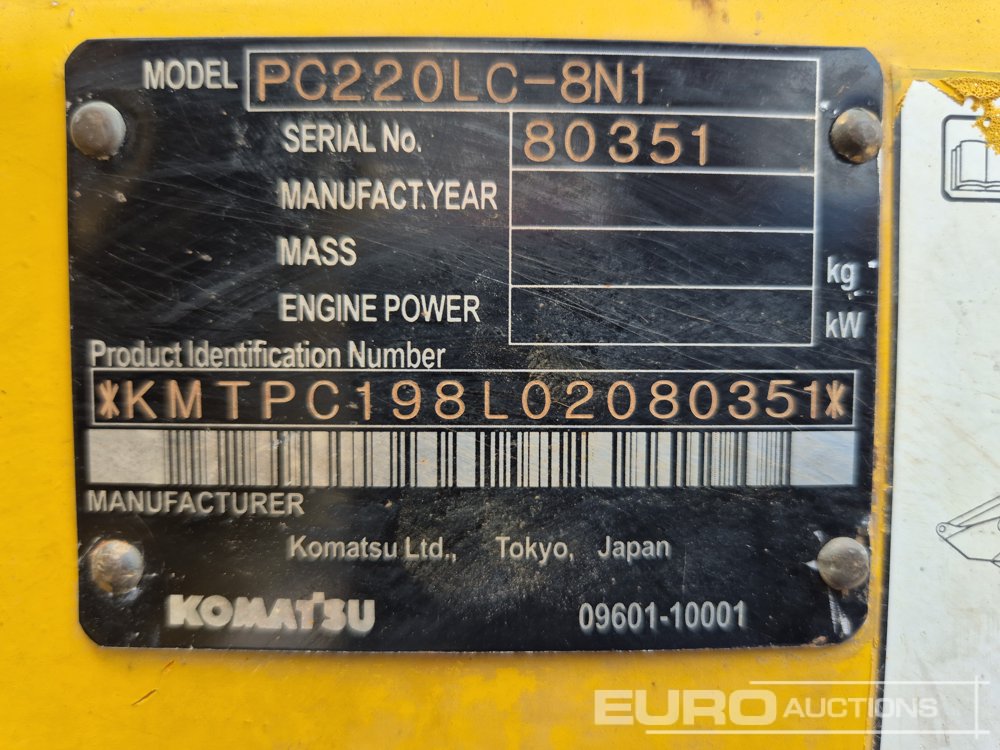 MODEL PC220LC-8N1
SERIAL No. 80351
MANUFACT.YEAR
MASS kg
ENGINE POWER kW
Product Identification Number
*KMTPC198L02080351*
MANUFACTURER
Komatsu Ltd., Tokyo, Japan
KOMATSU 09601-10001
EURO AUCTIONS